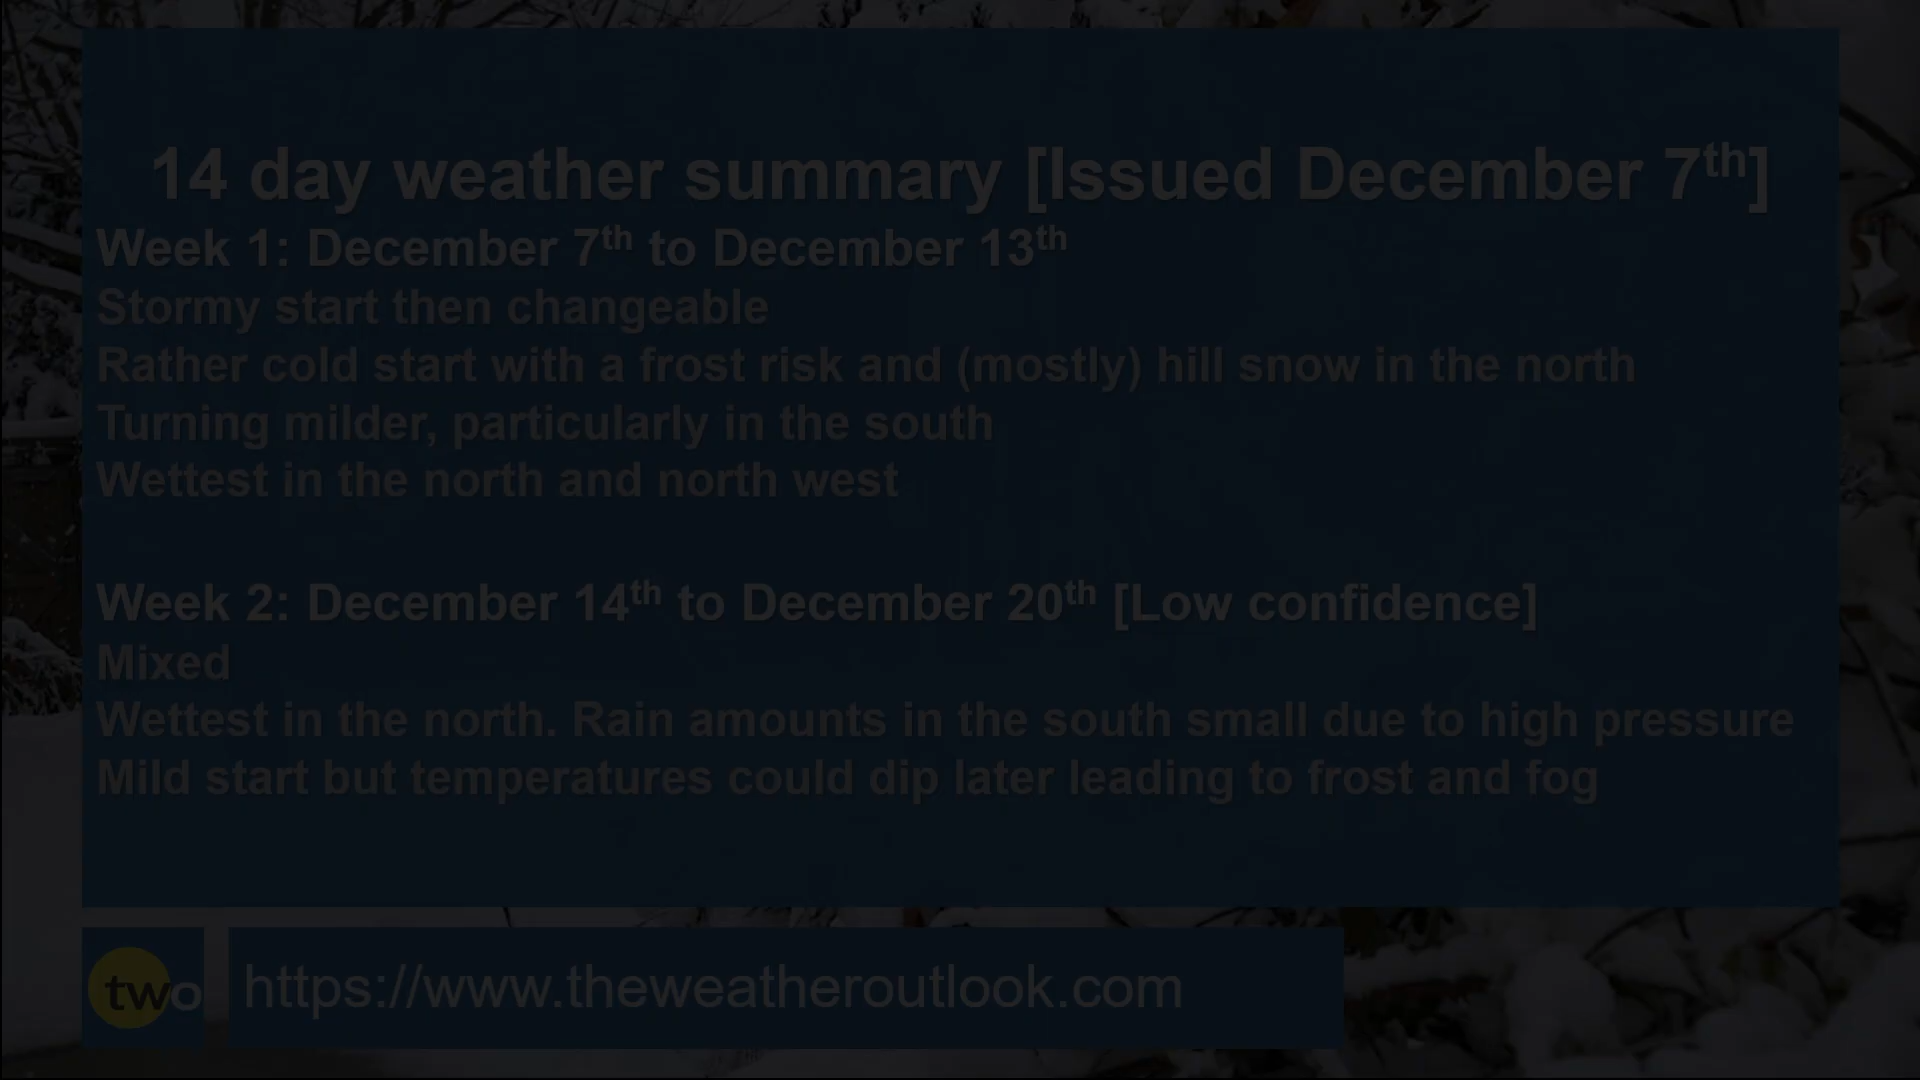 14 day weather summary [Issued December 7th]
Week 1: December 7th to December 13th
Stormy start then changeable
Rather cold start with a frost risk and (mostly) hill snow in the north
Turning milder, particularly in the south
Wettest in the north and north west
Week 2: December 14th to December 20th [Low confidence]
Mixed
Wettest in the north. Rain amounts in the south small due to high pressure
Mild start but temperatures could dip later leading to frost and fog
two
https://www.theweatheroutlook.com